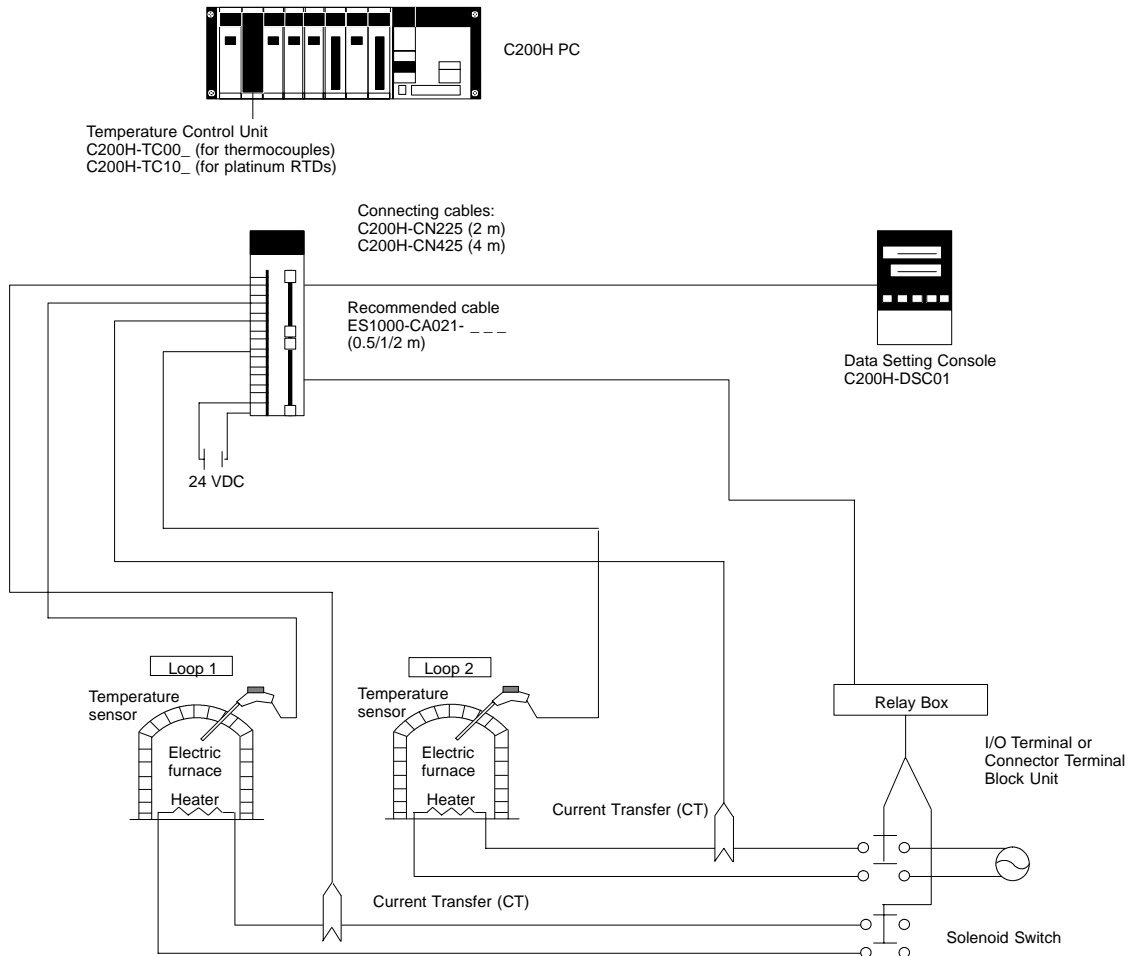 C200H PC
Temperature Control Unit
C200H-TC00_ (for thermocouples)
C200H-TC10_ (for platinum RTDs)
Connecting cables:
C200H-CN225 (2 m)
C200H-CN425 (4 m)
Recommended cable
ES1000-CA021- _ _ _
(0.5/1/2 m)
Data Setting Console
C200H-DSC01
24 VDC
Loop 1
Temperature
sensor
Electric
furnace
Heater
Loop 2
Temperature
sensor
Electric
furnace
Heater
Relay Box
I/O Terminal or
Connector Terminal
Block Unit
Current Transfer (CT)
Current Transfer (CT)
Solenoid Switch